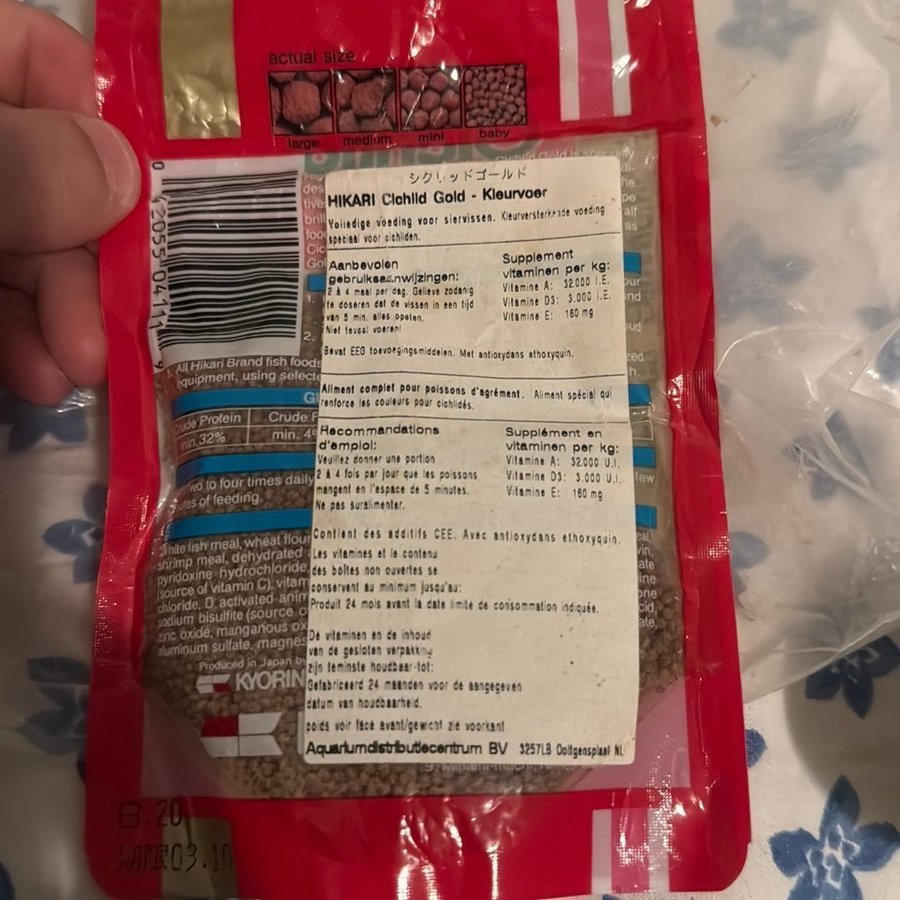 actual size
large medium mini baby
0 42055 04111 9
シクリッドゴールド
HIKARI Cichlid Gold - Kleurvoer
Volledige voeding voor siervissen. Kleurversterkende voeding
speciaal voor cichliden.
Aanbevolen
gebruiksaanwijzingen:
2 à 4 maal per dag. Gelieve zodanig
te doseren dat de vissen in een tijd
van 5 min. alles opeten.
Niet teveel voeren!
Supplement
vitaminen per kg:
Vitamine A: 32000 I.E.
Vitamine D3: 3.000 I.E.
Vitamine E: 160 mg
Bevat EEG toevoegingsmiddelen. Met antioxydans ethoxyquin.
Aliment complet pour poissons d'agrément. Aliment spécial qui
renforce les couleurs pour cichlidés.
Recommandations
d'emploi:
Veuillez donner une portion
2 à 4 fois par jour que les poissons
mangent en l'espace de 5 minutes.
Ne pas suralimenter.
Supplément en
vitaminen per kg:
Vitamine A: 32.000 U.I.
Vitamine D3: 3.000 U.I.
Vitamine E: 160 mg
Contient des additifs CEE. Avec antioxydans ethoxyquin.
Les vitamines et le contenu
des boîtes non ouvertes se
conservent au minimum jusqu'au:
Produit 24 mois avant la date limite de consommation indiquée.
De vitaminen en de inhoud
van de gesloten verpakking
zijn teminste houdbaar tot:
Gefabriceerd 24 maanden voor de aangegeven
datum van houdbaarheid.
poids voir face avant/gewicht zie voorkant
Aquariumdistributiecentrum BV 3257LB Ooltgensplaat NL
All Hikari Brand fish foods
equipment, using
Protein Crude
min. 32% min.
two to four times daily few
of feeding.
white fish meal, wheat flour
shrimp meal, dehydrated
pyridoxine hydrochloride
(source of vitamin C)
chloride, D activated
sodium bisulfite (source
zinc oxide, manganous
aluminum sulfate
Produced in Japan by
KYORIN
B.20
03.10